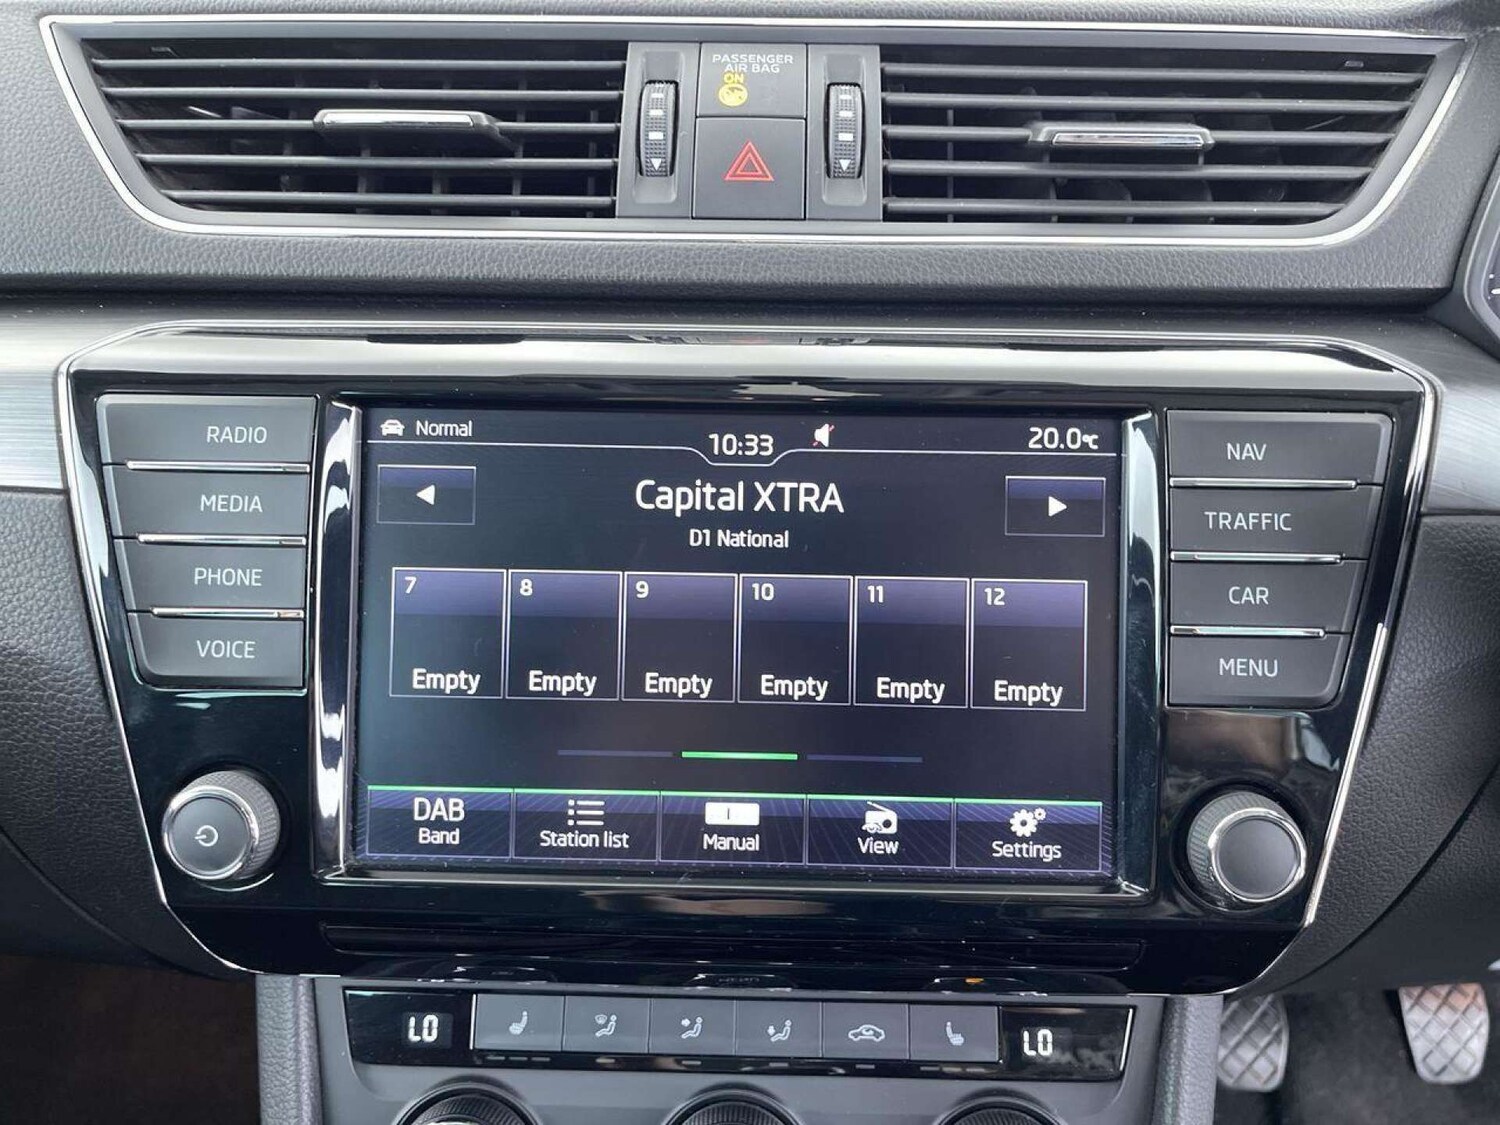 PASSENGER
AIR BAG
ON
RADIO
MEDIA
PHONE
VOICE
Normal
10:33
20.0°C
Capital XTRA
D1 National
7
8
9
10
11
12
Empty
Empty
Empty
Empty
Empty
Empty
DAB
Band
Station list
Manual
View
Settings
NAV
TRAFFIC
CAR
MENU
LO
LO